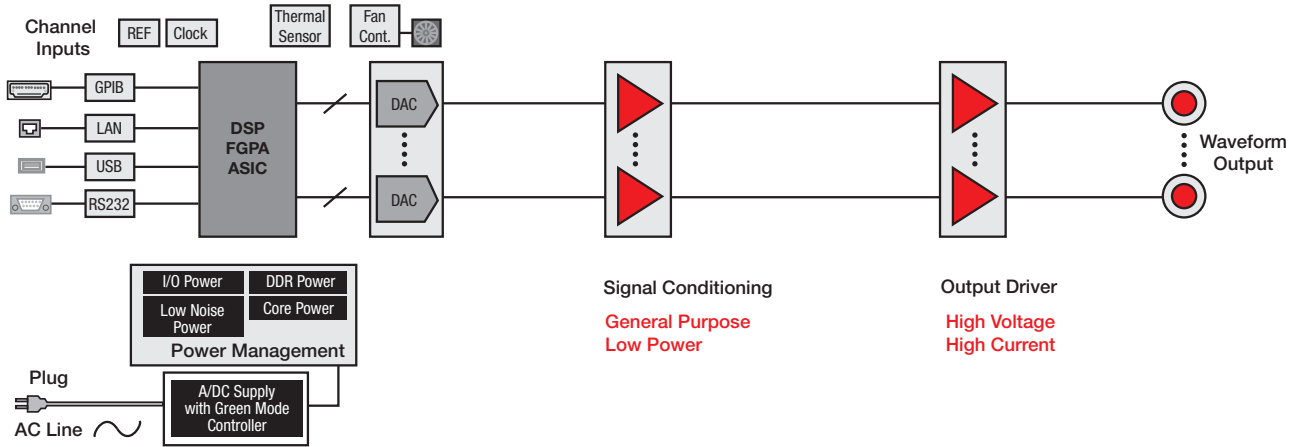 Channel
Inputs
REF
Clock
Thermal
Sensor
Fan
Cont.
GPIB
LAN
USB
RS232
DSP
FGPA
ASIC
DAC
DAC
Waveform
Output
I/O Power
DDR Power
Low Noise
Power
Core Power
Power Management
Signal Conditioning
General Purpose
Low Power
Output Driver
High Voltage
High Current
Plug
AC Line
A/DC Supply
with Green Mode
Controller